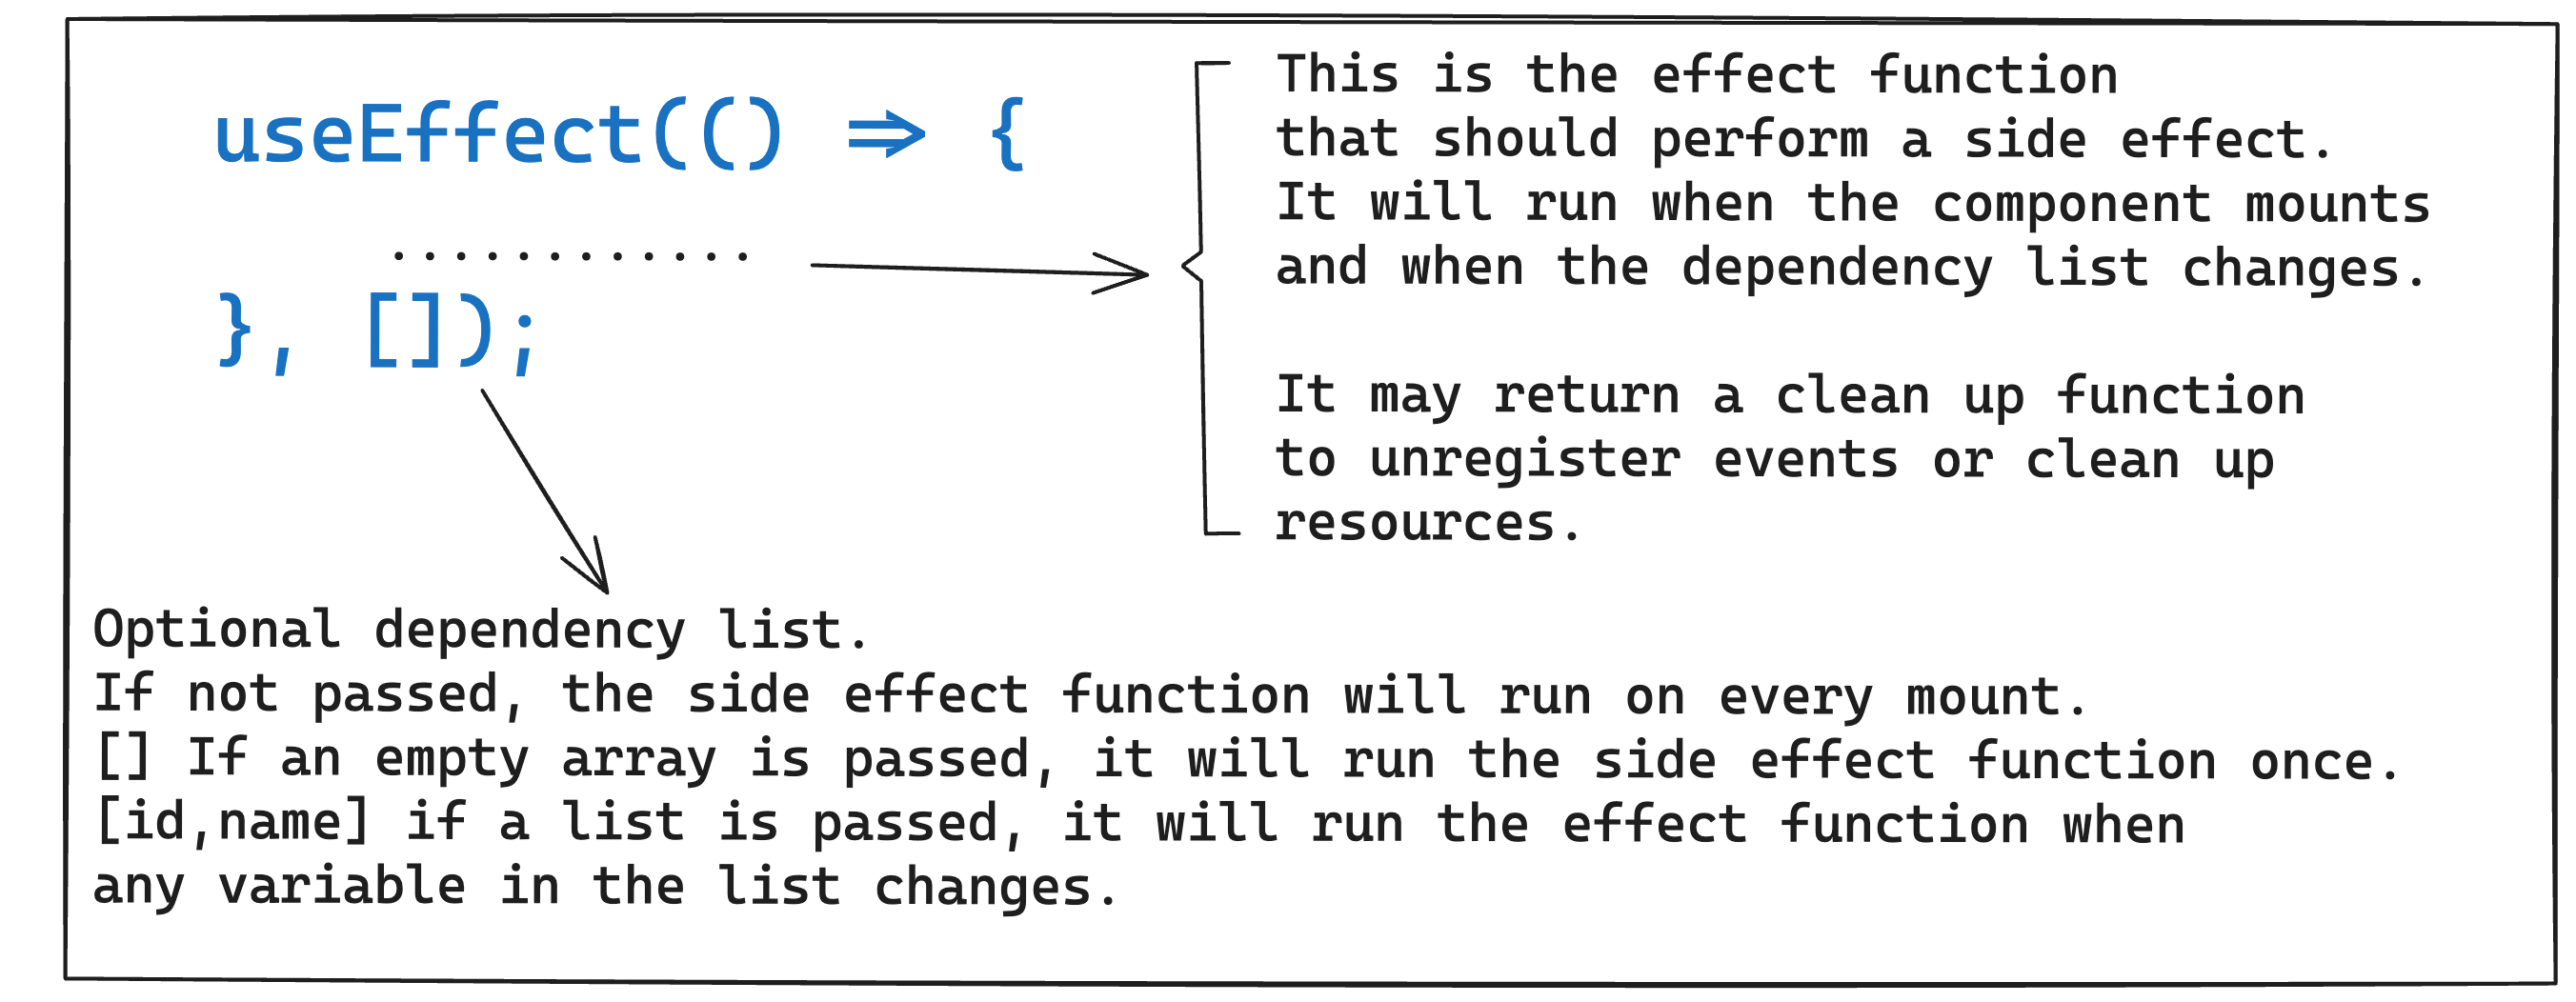 useEffect(() => {
............
}, []);
This is the effect function
that should perform a side effect.
It will run when the component mounts
and when the dependency list changes.
It may return a clean up function
to unregister events or clean up
resources.
Optional dependency list.
If not passed, the side effect function will run on every mount.
[] If an empty array is passed, it will run the side effect function once.
[id,name] if a list is passed, it will run the effect function when
any variable in the list changes.